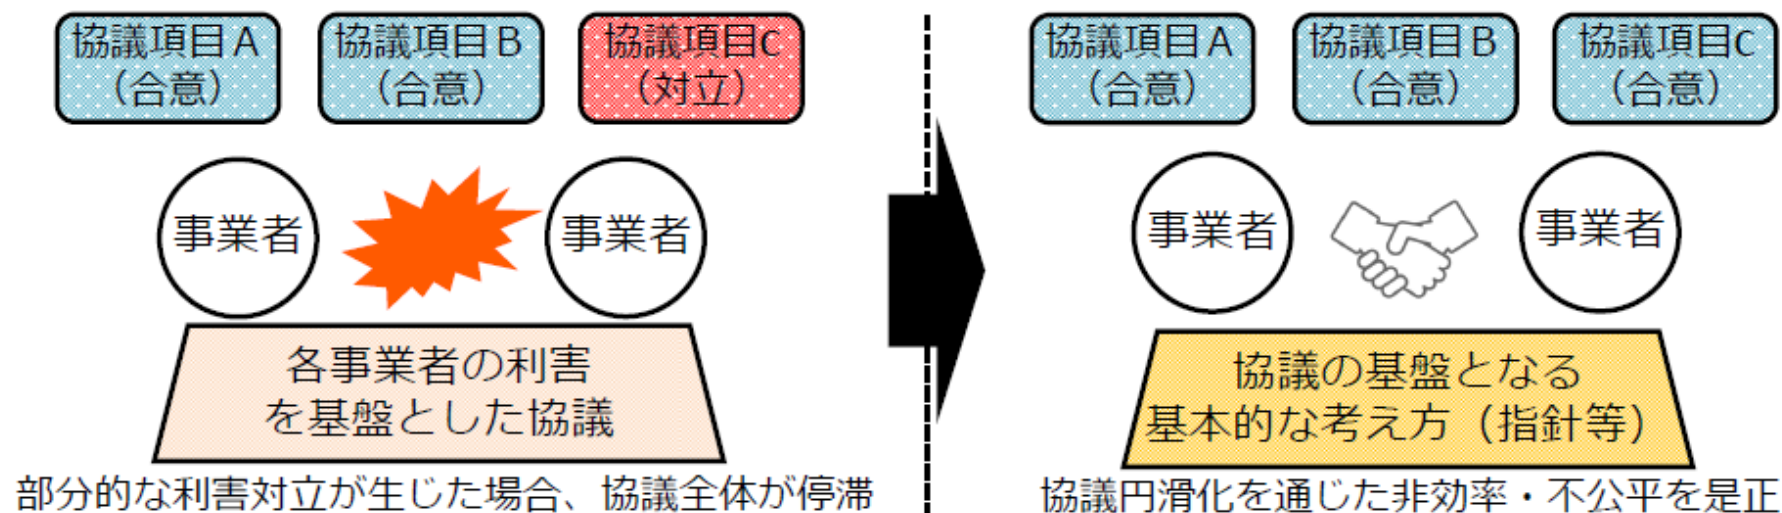 協議項目A
(合意)
協議項目B
(合意)
協議項目C
(対立)
事業者
事業者
各事業者の利害
を基盤とした協議
部分的な利害対立が生じた場合、協議全体が停滞
協議項目A
(合意)
協議項目B
(合意)
協議項目C
(合意)
事業者
事業者
協議の基盤となる
基本的な考え方（指針等）
協議円滑化を通じた非効率・不公平を是正